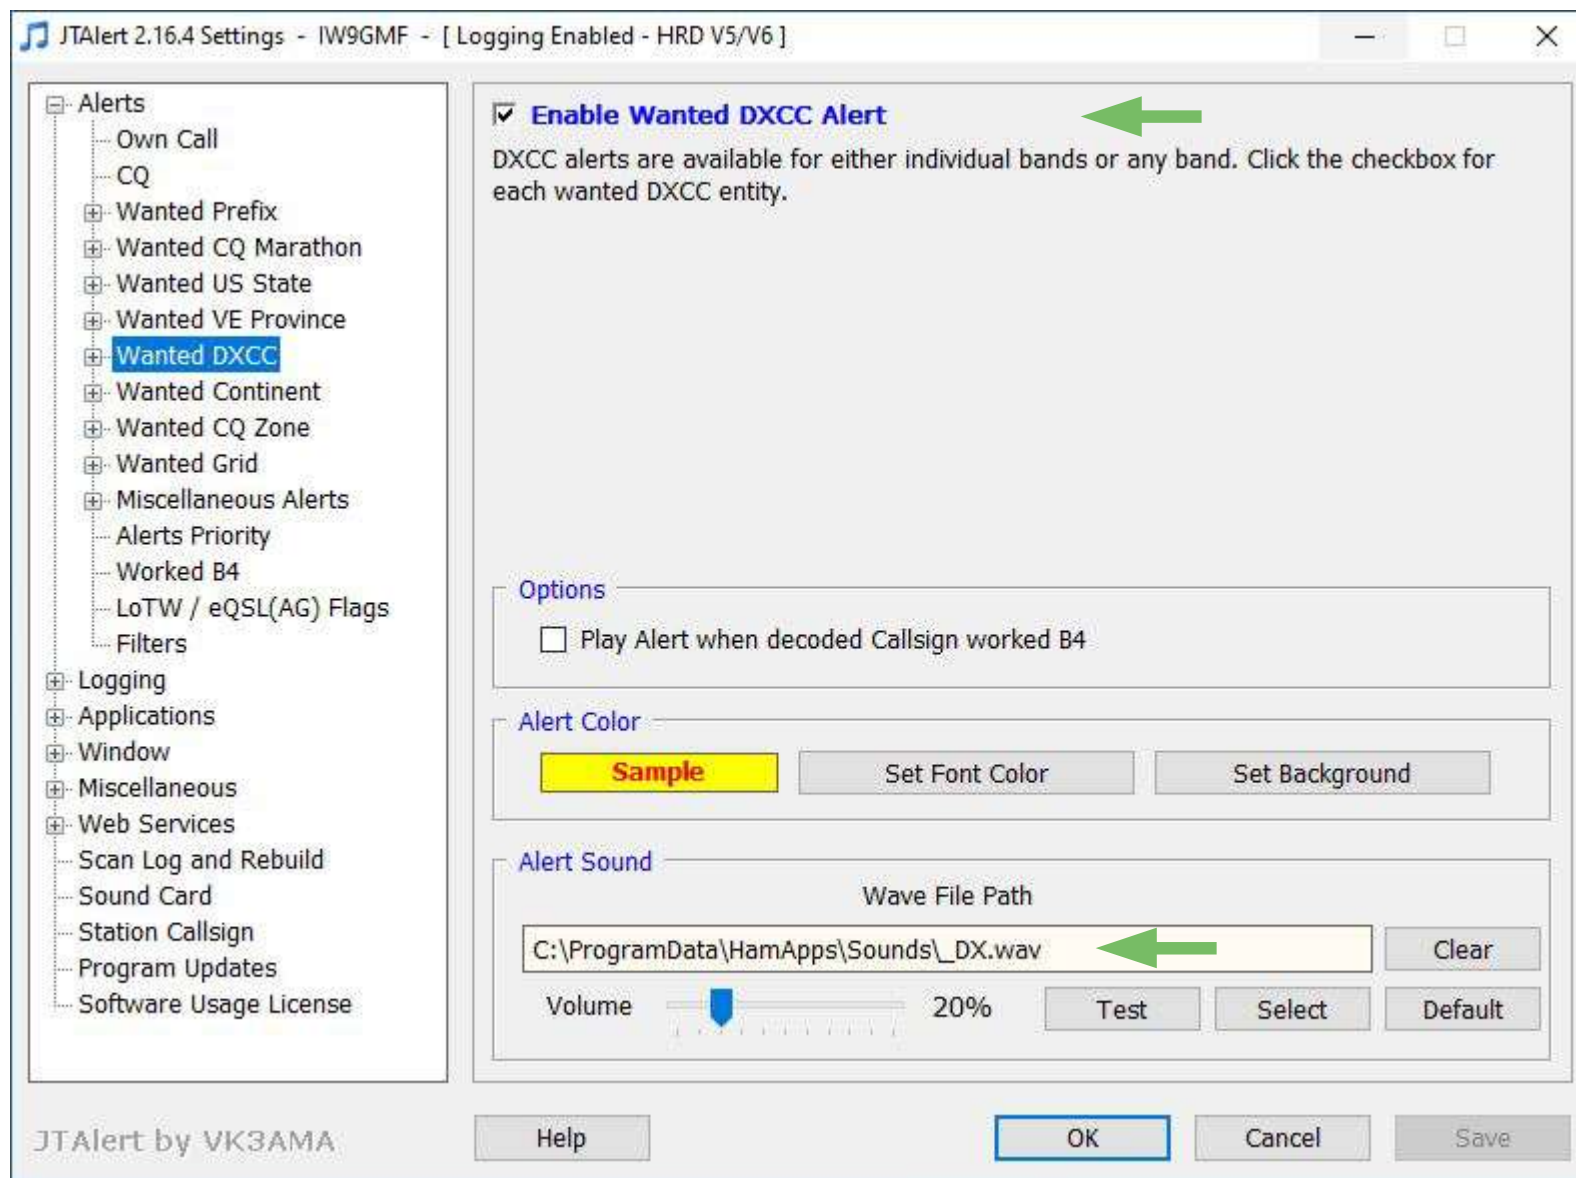 JTAlert 2.16.4 Settings - IW9GMF - [ Logging Enabled - HRD V5/V6 ]
Alerts
Own Call
CQ
Wanted Prefix
Wanted CQ Marathon
Wanted US State
Wanted VE Province
Wanted DXCC
Wanted Continent
Wanted CQ Zone
Wanted Grid
Miscellaneous Alerts
Alerts Priority
Worked B4
LoTW / eQSL(AG) Flags
Filters
Logging
Applications
Window
Miscellaneous
Web Services
Scan Log and Rebuild
Sound Card
Station Callsign
Program Updates
Software Usage License
Enable Wanted DXCC Alert
DXCC alerts are available for either individual bands or any band. Click the checkbox for
each wanted DXCC entity.
Options
Play Alert when decoded Callsign worked B4
Alert Color
Sample Set Font Color Set Background
Alert Sound
Wave File Path
C:\ProgramData\HamApps\Sounds\_DX.wav Clear
Volume 20% Test Select Default
JTAlert by VK3AMA Help OK Cancel Save